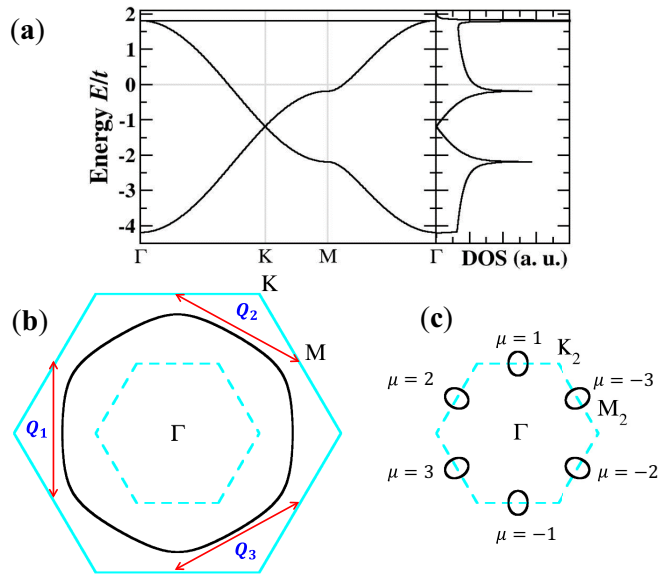 (a)
Energy E/t
2
1
0
-1
-2
-3
-4
Γ
K
M
Γ
DOS (a. u.)
(b)
K
Q₂
M
Q₁
Γ
Q₃
(c)
μ = 1
K₂
μ = 2
μ = −3
M₂
Γ
μ = 3
μ = −2
μ = −1